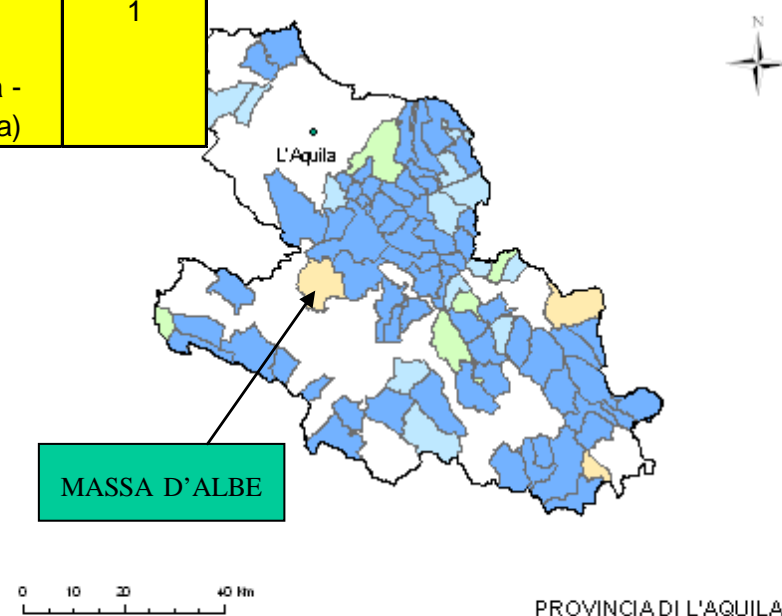 1
a -
a)
N
L'Aquila
MASSA D'ALBE
0 10 20 40 Km
PROVINCIA DI L'AQUILA